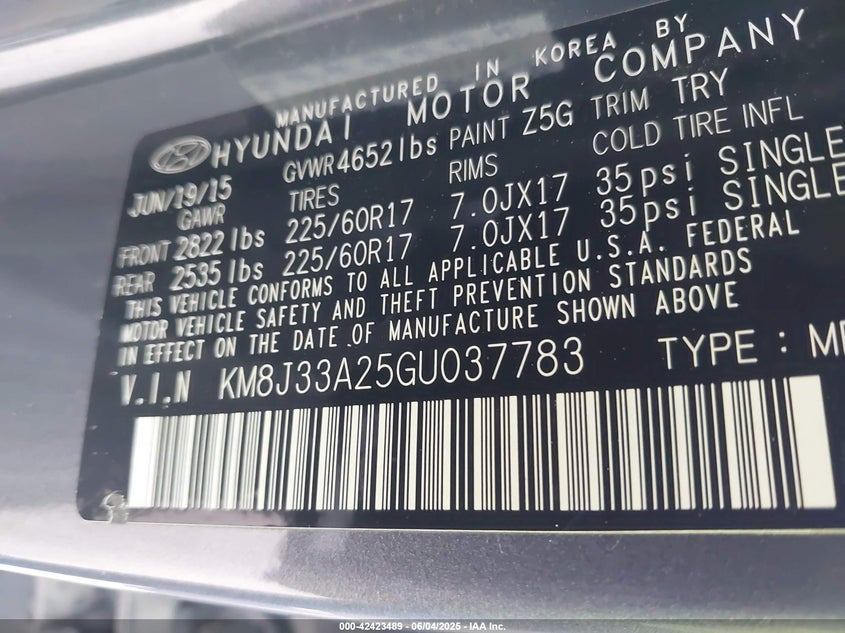 MANUFACTURED IN KOREA BY
HYUNDAI MOTOR COMPANY
JUN/19/15 GVWR 4652 lbs PAINT Z5G TRIM TRY
GAWR TIRES RIMS COLD TIRE INFL
FRONT 2822 lbs 225/60R17 7.0JX17 35psi SINGLE
REAR 2535 lbs 225/60R17 7.0JX17 35psi SINGLE
THIS VEHICLE CONFORMS TO ALL APPLICABLE U.S.A. FEDERAL
MOTOR VEHICLE SAFETY AND THEFT PREVENTION STANDARDS
IN EFFECT ON THE DATE OF MANUFACTURE SHOWN ABOVE
V.I.N KM8J33A25GU037783 TYPE :
000-42423489 - 06/04/2025 - IAA Inc.